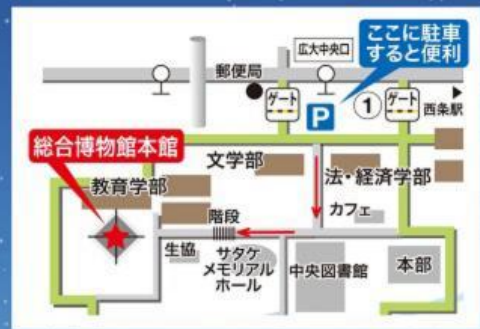 ここに駐車
すると便利
広大中央口
郵便局
ゲート
P
①
ゲート
西条駅
総合博物館本館
文学部
法・経済学部
教育学部
階段
カフェ
生協
サタケ
メモリアル
ホール
中央図書館
本部